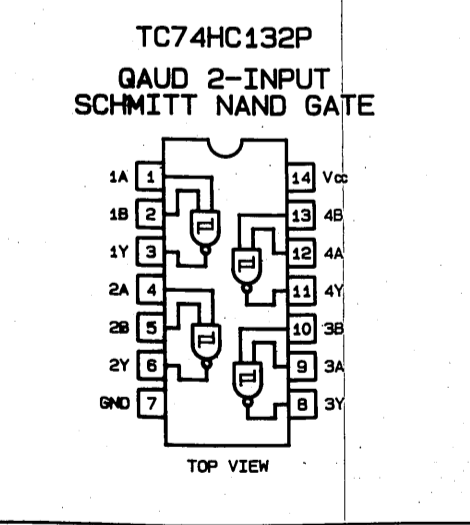 TC74HC132P
QAUD 2-INPUT
SCHMITT NAND GATE
1A 1 14 Vcc
1B 2 13 4B
1Y 3 12 4A
2A 4 11 4Y
2B 5 10 3B
2Y 6 9 3A
GND 7 8 3Y
TOP VIEW